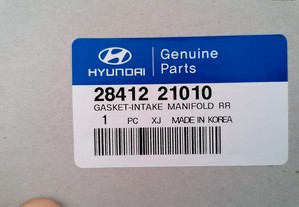 HYUNDAI
Genuine
Parts
28412 21010
GASKET-INTAKE MANIFOLD RR
1 PC XJ MADE IN KOREA